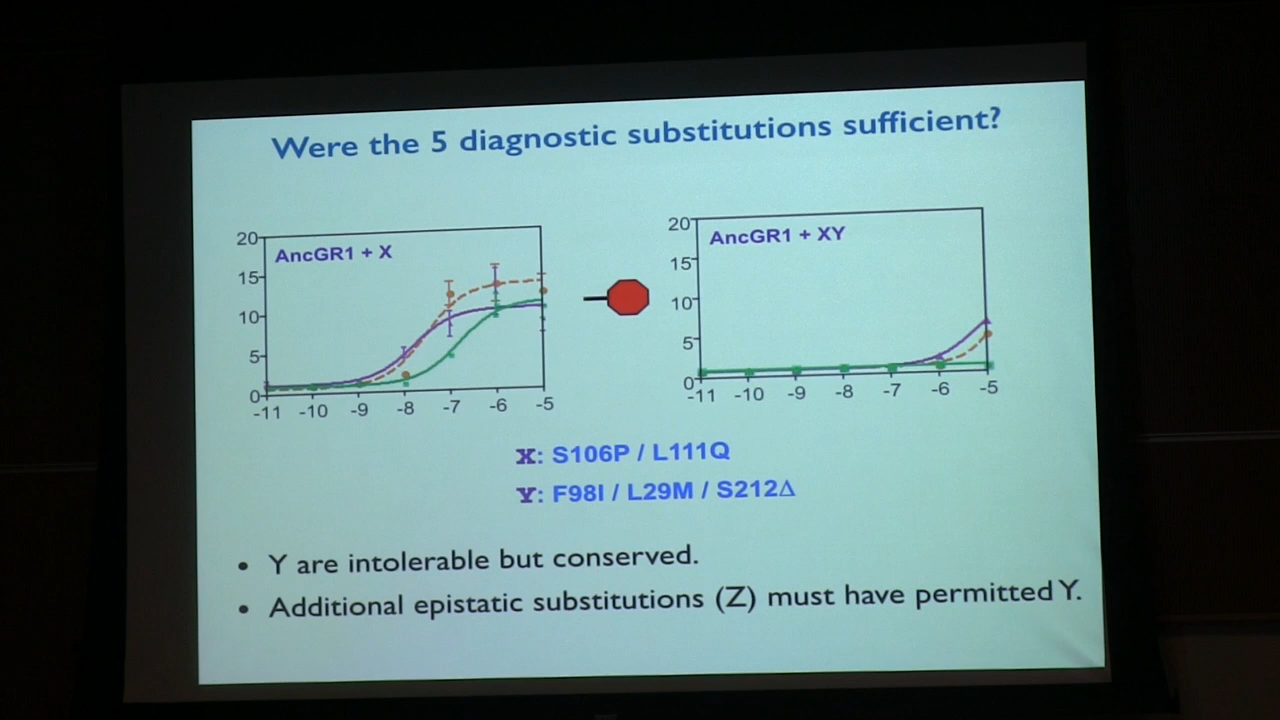 Were the 5 diagnostic substitutions sufficient?
20
15
10
5
0
AncGR1 + X
-11 -10 -9 -8 -7 -6 -5
20
15
10
5
0
AncGR1 + XY
-11 -10 -9 -8 -7 -6 -5
X: S106P / L111Q
Y: F98I / L29M / S212Δ
• Y are intolerable but conserved.
• Additional epistatic substitutions (Z) must have permitted Y.